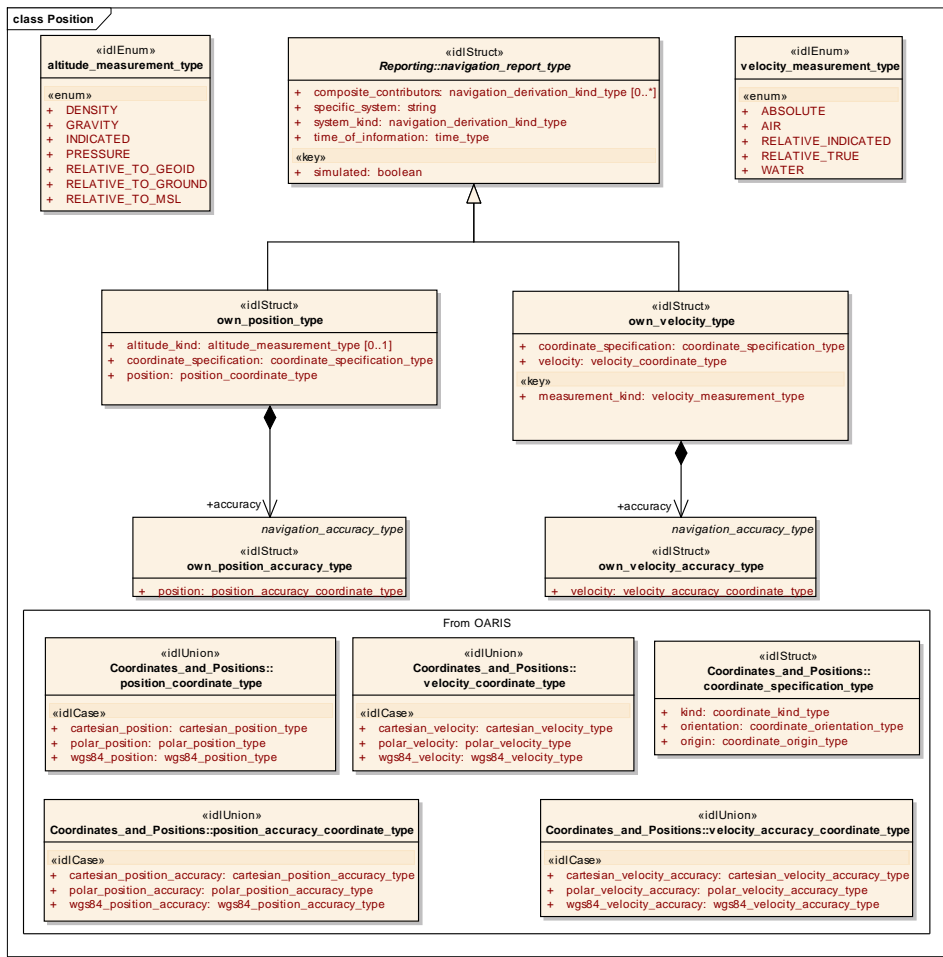 class Position
«idlEnum»
altitude_measurement_type
«enum»
+ DENSITY
+ GRAVITY
+ INDICATED
+ PRESSURE
+ RELATIVE_TO_GEOID
+ RELATIVE_TO_GROUND
+ RELATIVE_TO_MSL
«idlStruct»
Reporting::navigation_report_type
+ composite_contributors: navigation_derivation_kind_type [0..*]
+ specific_system: string
+ system_kind: navigation_derivation_kind_type
+ time_of_information: time_type
«key»
+ simulated: boolean
«idlEnum»
velocity_measurement_type
«enum»
+ ABSOLUTE
+ AIR
+ RELATIVE_INDICATED
+ RELATIVE_TRUE
+ WATER
«idlStruct»
own_position_type
+ altitude_kind: altitude_measurement_type [0..1]
+ coordinate_specification: coordinate_specification_type
+ position: position_coordinate_type
«idlStruct»
own_velocity_type
+ coordinate_specification: coordinate_specification_type
+ velocity: velocity_coordinate_type
«key»
+ measurement_kind: velocity_measurement_type
+accuracy
+accuracy
navigation_accuracy_type
«idlStruct»
own_position_accuracy_type
+ position: position_accuracy_coordinate_type
navigation_accuracy_type
«idlStruct»
own_velocity_accuracy_type
+ velocity: velocity_accuracy_coordinate_type
From OARIS
«idlUnion»
Coordinates_and_Positions::
position_coordinate_type
«idlCase»
+ cartesian_position: cartesian_position_type
+ polar_position: polar_position_type
+ wgs84_position: wgs84_position_type
«idlUnion»
Coordinates_and_Positions::
velocity_coordinate_type
«idlCase»
+ cartesian_velocity: cartesian_velocity_type
+ polar_velocity: polar_velocity_type
+ wgs84_velocity: wgs84_velocity_type
«idlStruct»
Coordinates_and_Positions::
coordinate_specification_type
+ kind: coordinate_kind_type
+ orientation: coordinate_orientation_type
+ origin: coordinate_origin_type
«idlUnion»
Coordinates_and_Positions::position_accuracy_coordinate_type
«idlCase»
+ cartesian_position_accuracy: cartesian_position_accuracy_type
+ polar_position_accuracy: polar_position_accuracy_type
+ wgs84_position_accuracy: wgs84_position_accuracy_type
«idlUnion»
Coordinates_and_Positions::velocity_accuracy_coordinate_type
«idlCase»
+ cartesian_velocity_accuracy: cartesian_velocity_accuracy_type
+ polar_velocity_accuracy: polar_velocity_accuracy_type
+ wgs84_velocity_accuracy: wgs84_velocity_accuracy_type